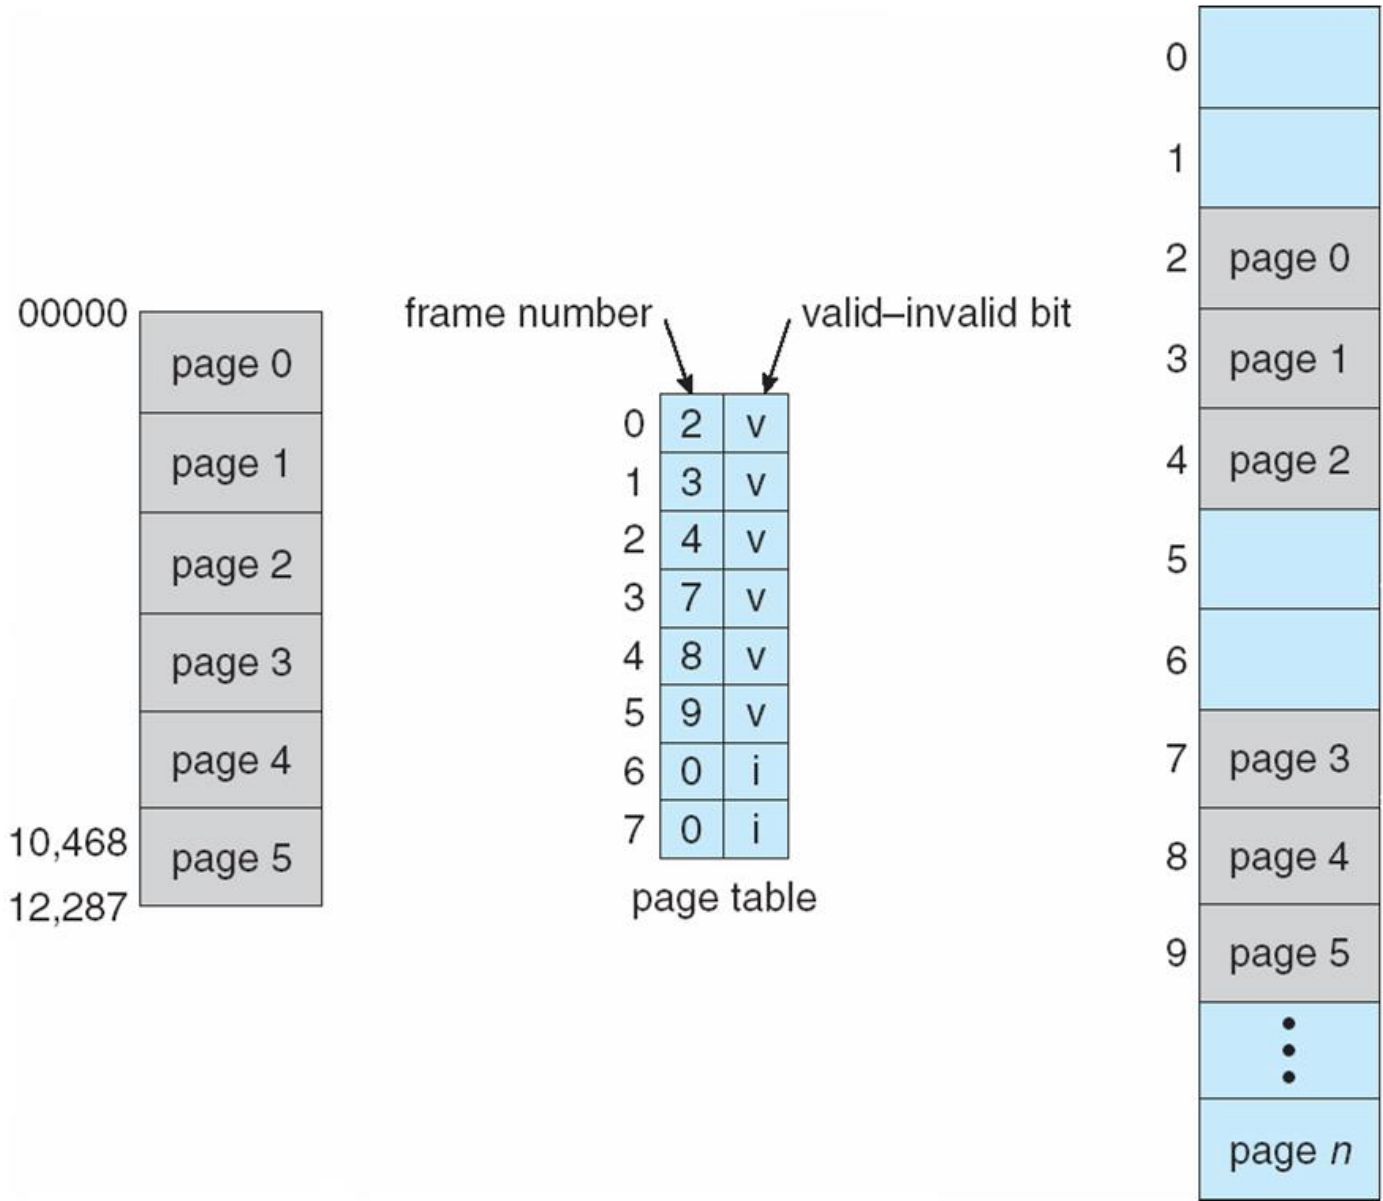 00000
page 0
page 1
page 2
page 3
page 4
10,468
page 5
12,287
frame number
valid–invalid bit
0 2 v
1 3 v
2 4 v
3 7 v
4 8 v
5 9 v
6 0 i
7 0 i
page table
0
1
2 page 0
3 page 1
4 page 2
5
6
7 page 3
8 page 4
9 page 5
page n